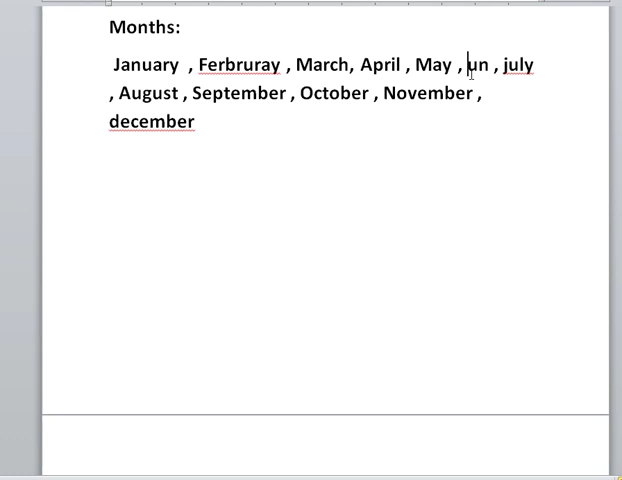 Months:
January , Ferbruray , March, April , May , un , july
, August , September , October , November ,
december